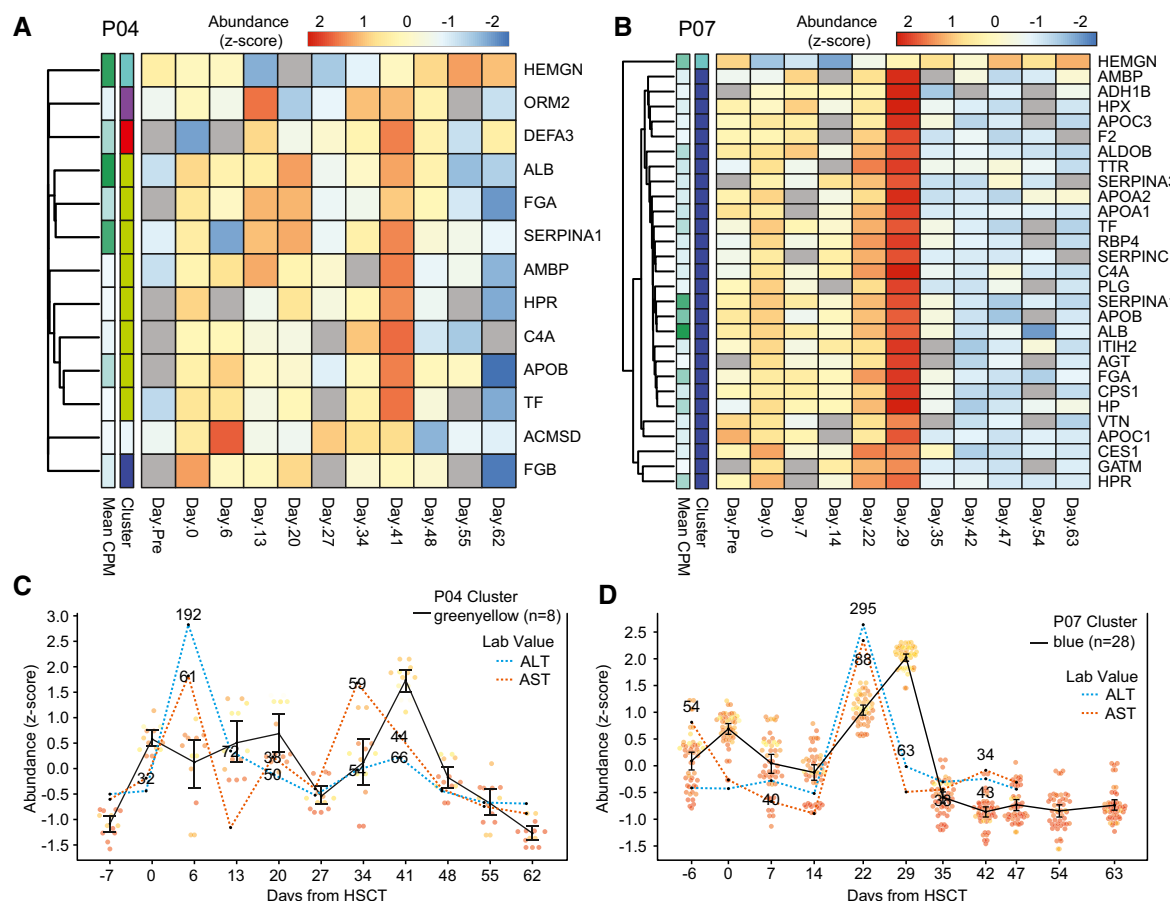 A
P04
Abundance
(z-score)
2 1 0 -1 -2
HEMGN
ORM2
DEFA3
ALB
FGA
SERPINA1
AMBP
HPR
C4A
APOB
TF
ACMSD
FGB
Mean CPM
Cluster
Day.Pre
Day.0
Day.6
Day.13
Day.20
Day.27
Day.34
Day.41
Day.48
Day.55
Day.62
B
P07
Abundance
(z-score)
2 1 0 -1 -2
HEMGN
AMBP
ADH1B
HPX
APOC3
F2
ALDOB
TTR
SERPINA3
APOA2
APOA1
TF
RBP4
SERPINC
C4A
PLG
SERPINA1
APOB
ALB
ITIH2
AGT
FGA
CPS1
HP
VTN
APOC1
CES1
GATM
HPR
Mean CPM
Cluster
Day.Pre
Day.0
Day.7
Day.14
Day.22
Day.29
Day.35
Day.42
Day.47
Day.54
Day.63
C
P04 Cluster
greenyellow (n=8)
Lab Value
ALT
AST
Abundance (z-score)
3.0
2.5
2.0
1.5
1.0
0.5
0.0
-0.5
-1.0
-1.5
192
61
32
72
38
50
59
54
44
66
-7 0 6 13 20 27 34 41 48 55 62
Days from HSCT
D
P07 Cluster
blue (n=28)
Lab Value
ALT
AST
Abundance (z-score)
2.5
2.0
1.5
1.0
0.5
0.0
-0.5
-1.0
-1.5
295
88
54
40
63
38
34
43
-6 0 7 14 22 29 35 42 47 54 63
Days from HSCT